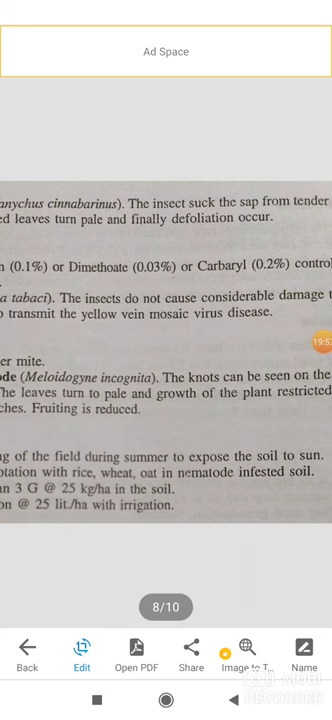 Ad Space
anychus cinnabarinus). The insect suck the sap from tender
ed leaves turn pale and finally defoliation occur.
n (0.1%) or Dimethoate (0.03%) or Carbaryl (0.2%) control
a tabaci). The insects do not cause considerable damage t
o transmit the yellow vein mosaic virus disease.
19:57
er mite.
ode (Meloidogyne incognita). The knots can be seen on the
The leaves turn to pale and growth of the plant restricted
ches. Fruiting is reduced.
ng of the field during summer to expose the soil to sun.
otation with rice, wheat, oat in nematode infested soil.
an 3 G @ 25 kg/ha in the soil.
on @ 25 lit./ha with irrigation.
8/10
Back Edit Open PDF Share Image to T... Name
RECORDER